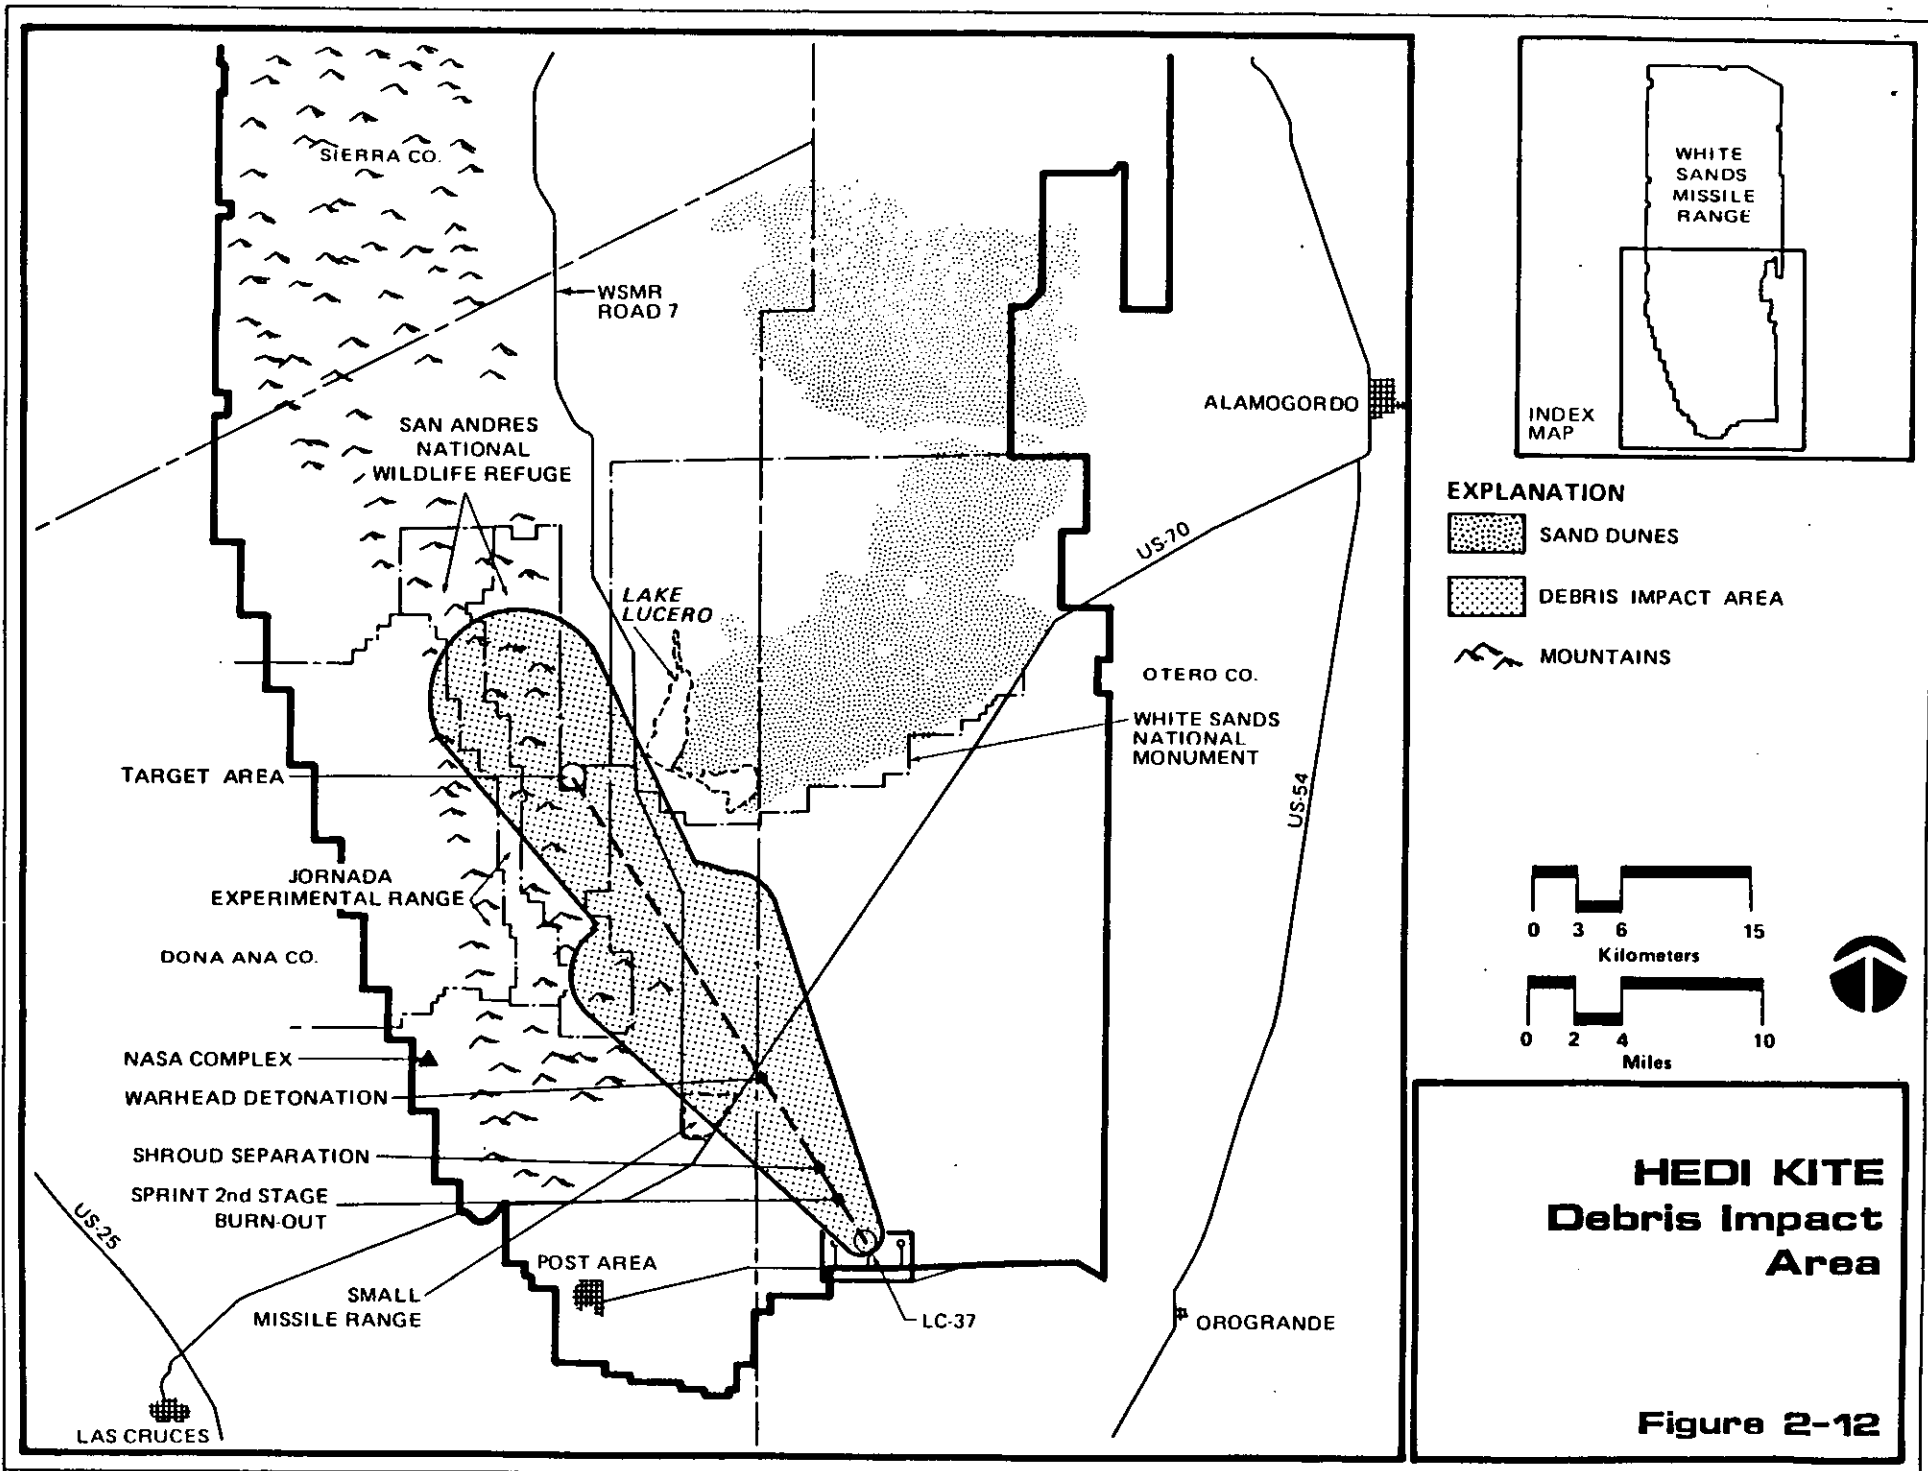 SIERRA CO.
WSMR
ROAD 7
SAN ANDRES
NATIONAL
WILDLIFE REFUGE
ALAMOGORDO
US-70
LAKE
LUCERO
OTERO CO.
WHITE SANDS
NATIONAL
MONUMENT
TARGET AREA
US-54
JORNADA
EXPERIMENTAL RANGE
DONA ANA CO.
NASA COMPLEX
WARHEAD DETONATION
SHROUD SEPARATION
SPRINT 2nd STAGE
BURN-OUT
US-25
POST AREA
SMALL
MISSILE RANGE
LC-37
OROGRANDE
LAS CRUCES
WHITE
SANDS
MISSILE
RANGE
INDEX
MAP
EXPLANATION
SAND DUNES
DEBRIS IMPACT AREA
MOUNTAINS
0 3 6 15
Kilometers
0 2 4 10
Miles
HEDI KITE
Debris Impact
Area
Figure 2-12